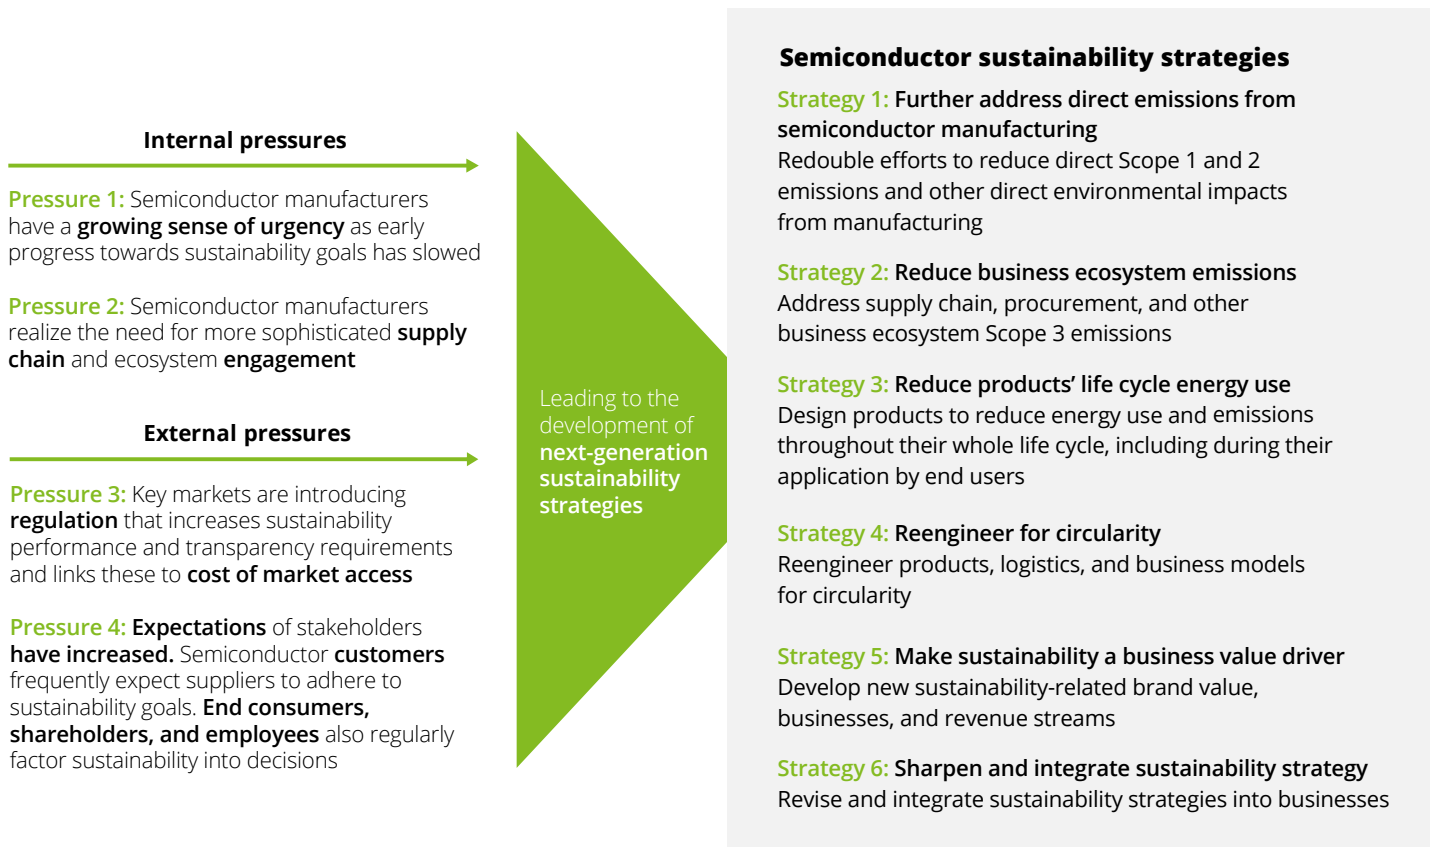 Internal pressures
Pressure 1: Semiconductor manufacturers
have a growing sense of urgency as early
progress towards sustainability goals has slowed
Pressure 2: Semiconductor manufacturers
realize the need for more sophisticated supply
chain and ecosystem engagement
External pressures
Pressure 3: Key markets are introducing
regulation that increases sustainability
performance and transparency requirements
and links these to cost of market access
Pressure 4: Expectations of stakeholders
have increased. Semiconductor customers
frequently expect suppliers to adhere to
sustainability goals. End consumers,
shareholders, and employees also regularly
factor sustainability into decisions
Leading to the
development of
next-generation
sustainability
strategies
Semiconductor sustainability strategies
Strategy 1: Further address direct emissions from
semiconductor manufacturing
Redouble efforts to reduce direct Scope 1 and 2
emissions and other direct environmental impacts
from manufacturing
Strategy 2: Reduce business ecosystem emissions
Address supply chain, procurement, and other
business ecosystem Scope 3 emissions
Strategy 3: Reduce products’ life cycle energy use
Design products to reduce energy use and emissions
throughout their whole life cycle, including during their
application by end users
Strategy 4: Reengineer for circularity
Reengineer products, logistics, and business models
for circularity
Strategy 5: Make sustainability a business value driver
Develop new sustainability-related brand value,
businesses, and revenue streams
Strategy 6: Sharpen and integrate sustainability strategy
Revise and integrate sustainability strategies into businesses